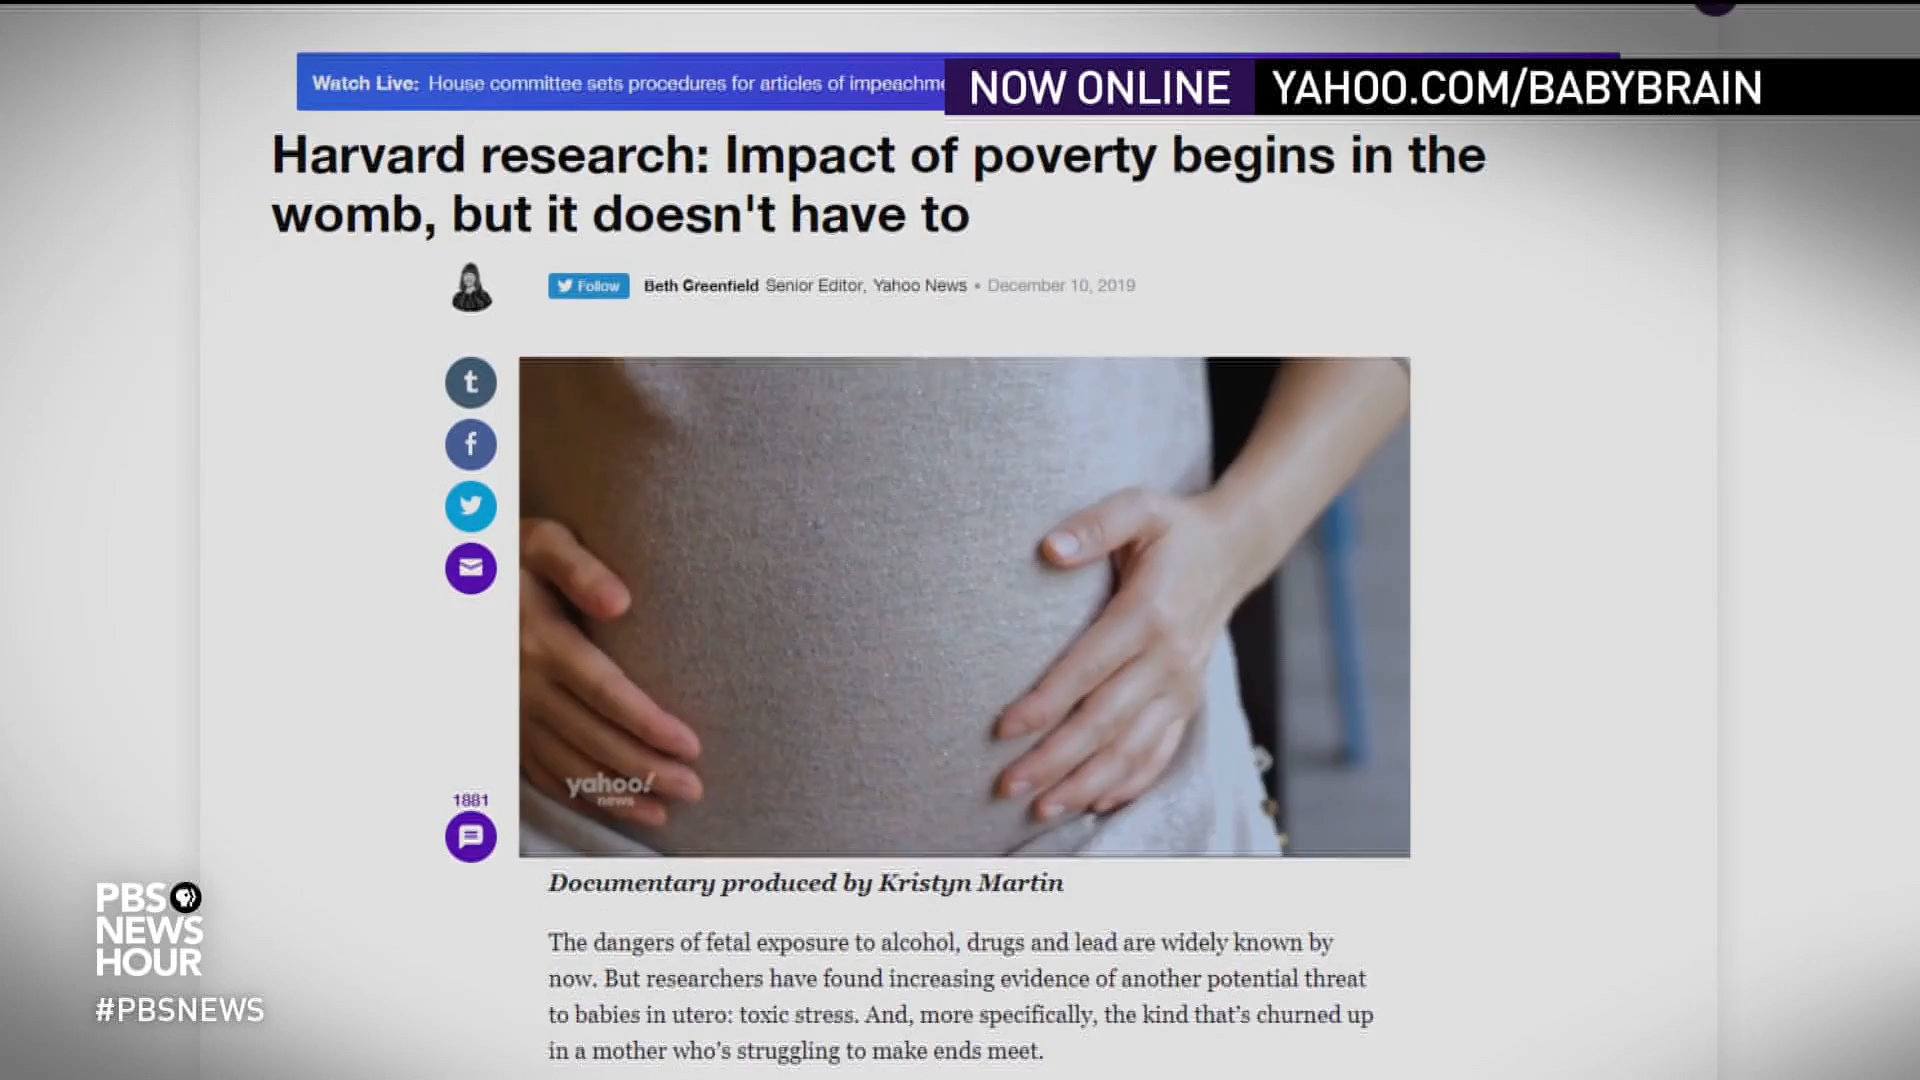 Watch Live: House committee sets procedures for articles of impeachme
NOW ONLINE YAHOO.COM/BABYBRAIN
Harvard research: Impact of poverty begins in the
womb, but it doesn't have to
Follow Beth Greenfield Senior Editor, Yahoo News • December 10, 2019
t
f
yahoo!
news
1881
Documentary produced by Kristyn Martin
The dangers of fetal exposure to alcohol, drugs and lead are widely known by
now. But researchers have found increasing evidence of another potential threat
to babies in utero: toxic stress. And, more specifically, the kind that's churned up
in a mother who's struggling to make ends meet.
PBS
NEWS
HOUR
#PBSNEWS